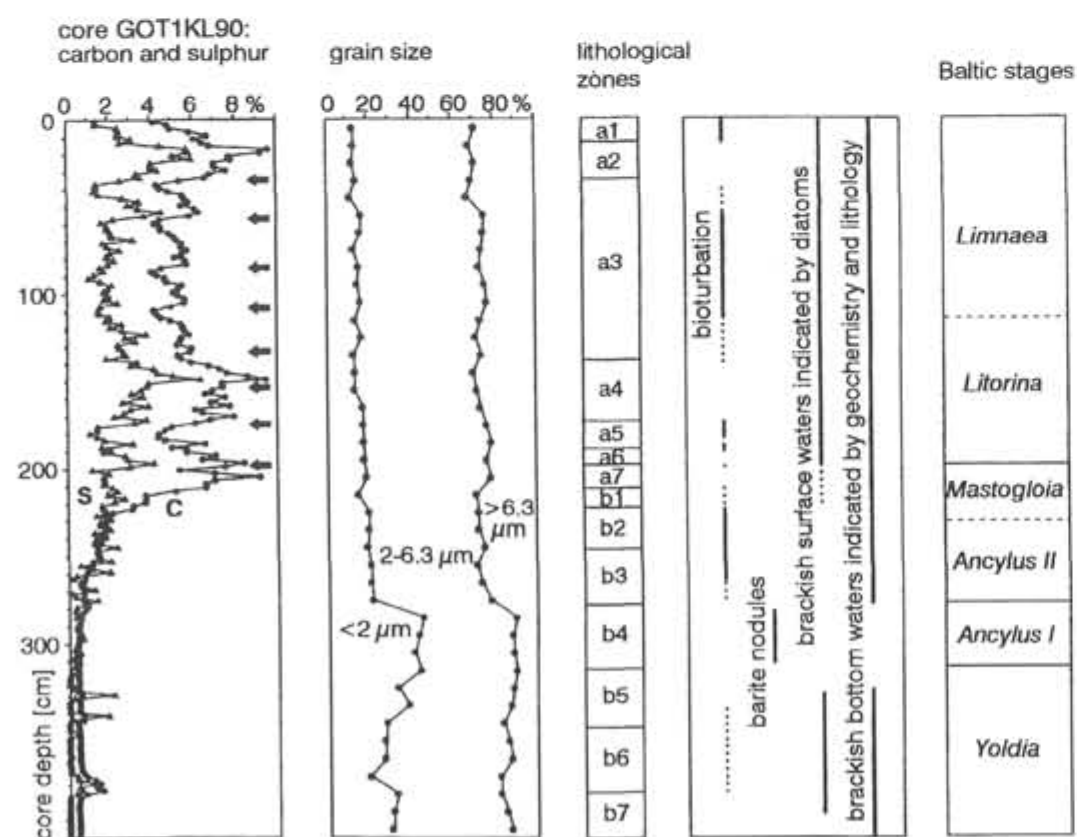 core GOT1KL90:
carbon and sulphur
grain size
lithological
zònes
Baltic stages
0 2 4 6 8 %
20 40 60 80 %
0
100
200
300
core depth [cm]
S
C
<2 µm
2-6.3 µm
>6.3
µm
a1
a2
a3
a4
a5
a6
a7
b1
b2
b3
b4
b5
b6
b7
bioturbation
barite nodules
brackish surface waters indicated by diatoms
brackish bottom waters indicated by geochemistry and lithology
Limnaea
Litorina
Mastogloia
Ancylus II
Ancylus I
Yoldia